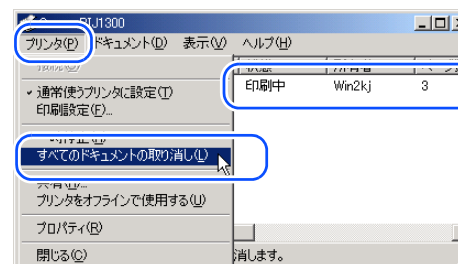 プリンタ(P) ドキュメント(D) 表示(V) ヘルプ(H)
印刷中 Win2kj 3
通常使うプリンタに設定(T)
印刷設定(F)...
すべてのドキュメントの取り消し(L)
プリンタをオフラインで使用する(U)
プロパティ(R)
閉じる(C)
消します。